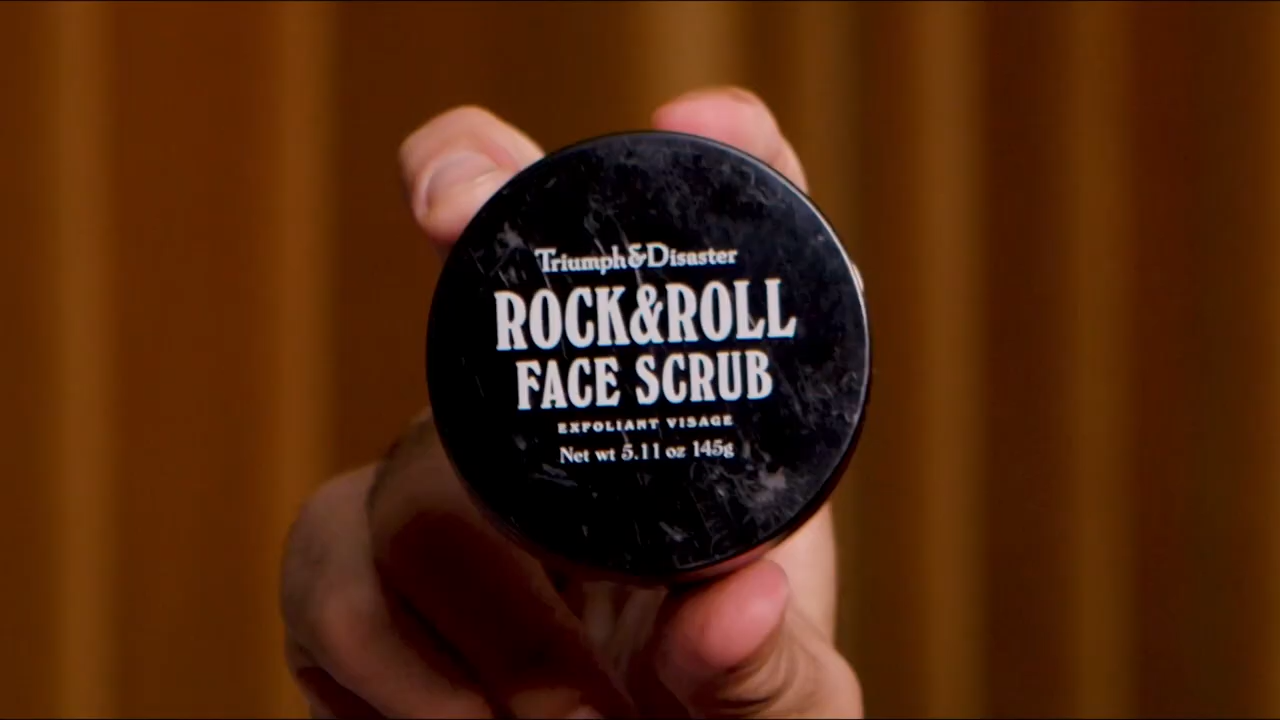 Triumph&Disaster
ROCK&ROLL
FACE SCRUB
EXFOLIANT VISAGE
Net wt 5.11 oz 145g